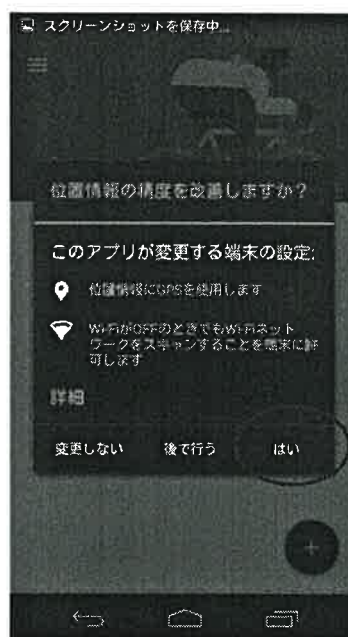 スクリーンショットを保存中...
位置情報の精度を改善しますか？
このアプリが変更する端末の設定:
位置情報にGPSを使用します
Wi-FiがOFFのときでもWi-Fiネット
ワークをスキャンすることを端末に許
可します
詳細
変更しない 後で行う はい